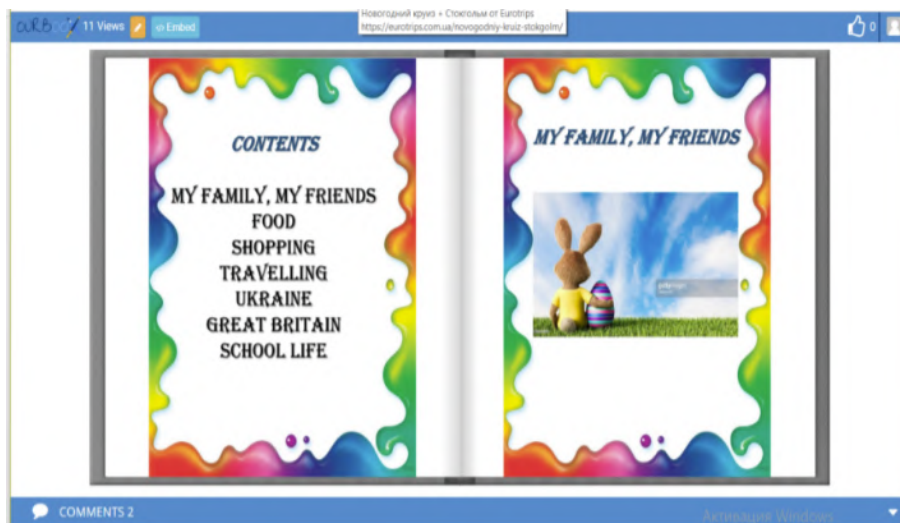 Новогодний круиз + Стокгольм от Eurotrips
https://eurotrips.com.ua/novogodniy-kruiz-stokgolm/
OURBOOX 11 Views Embed 0
CONTENTS
MY FAMILY, MY FRIENDS
FOOD
SHOPPING
TRAVELLING
UKRAINE
GREAT BRITAIN
SCHOOL LIFE
MY FAMILY, MY FRIENDS
COMMENTS 2
Активация Windows